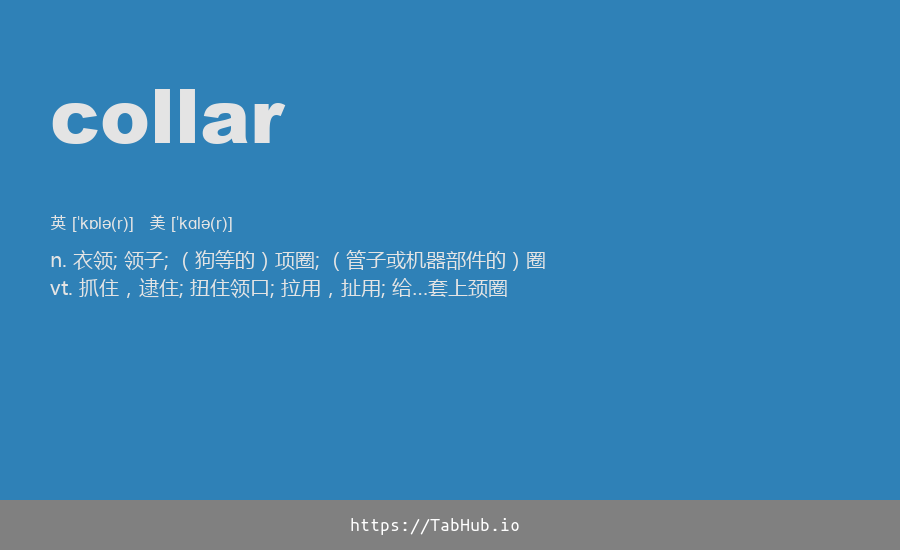 collar
英 [ˈkɒlə(r)] 美 [ˈkɑlə(r)]
n. 衣领; 领子; （狗等的）项圈; （管子或机器部件的）圈
vt. 抓住，逮住; 扭住领口; 拉用，扯用; 给...套上颈圈
https://TabHub.io